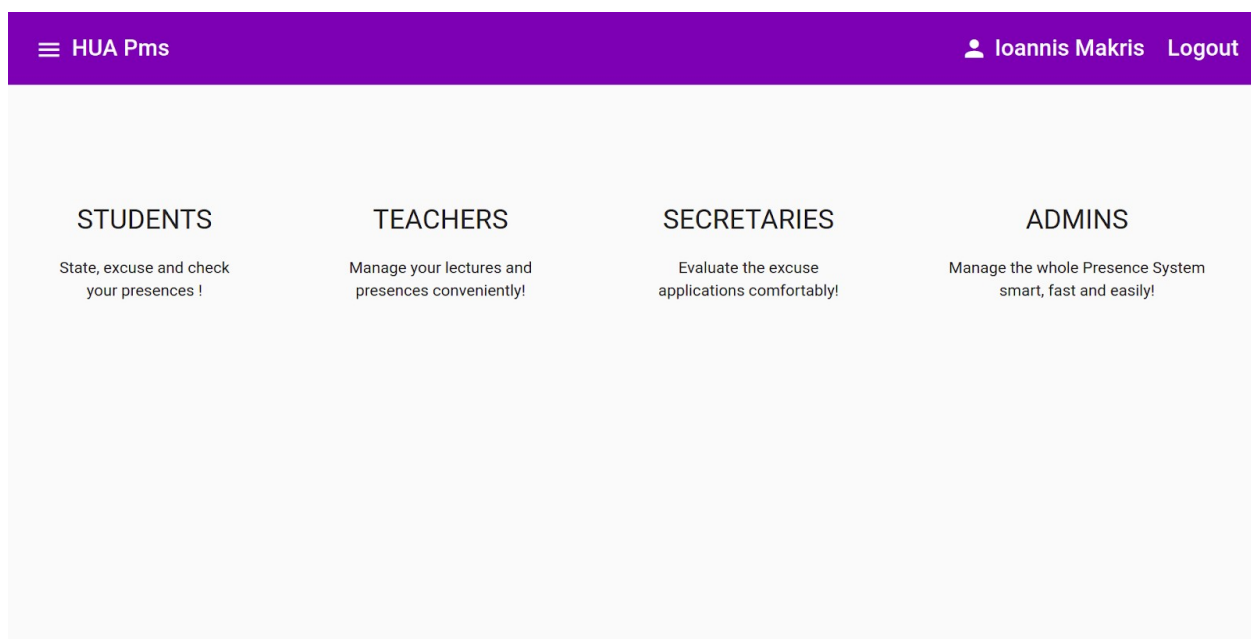 HUA Pms
Ioannis Makris
Logout
STUDENTS
State, excuse and check
your presences !
TEACHERS
Manage your lectures and
presences conveniently!
SECRETARIES
Evaluate the excuse
applications comfortably!
ADMINS
Manage the whole Presence System
smart, fast and easily!